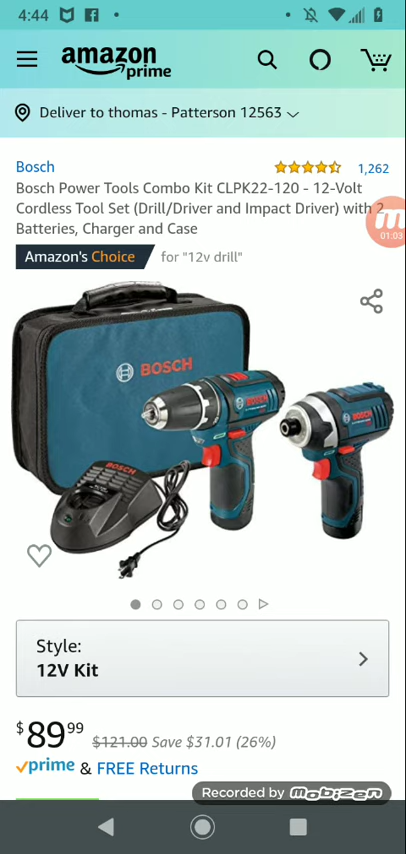 4:44
amazon
prime
Deliver to thomas - Patterson 12563
Bosch
1,262
Bosch Power Tools Combo Kit CLPK22-120 - 12-Volt
Cordless Tool Set (Drill/Driver and Impact Driver) with 2
Batteries, Charger and Case
01:03
Amazon's Choice for "12v drill"
BOSCH
BOSCH
BOSCH
BOSCH
Style:
12V Kit
$89.99 $121.00 Save $31.01 (26%)
prime & FREE Returns
Recorded by Mobizen